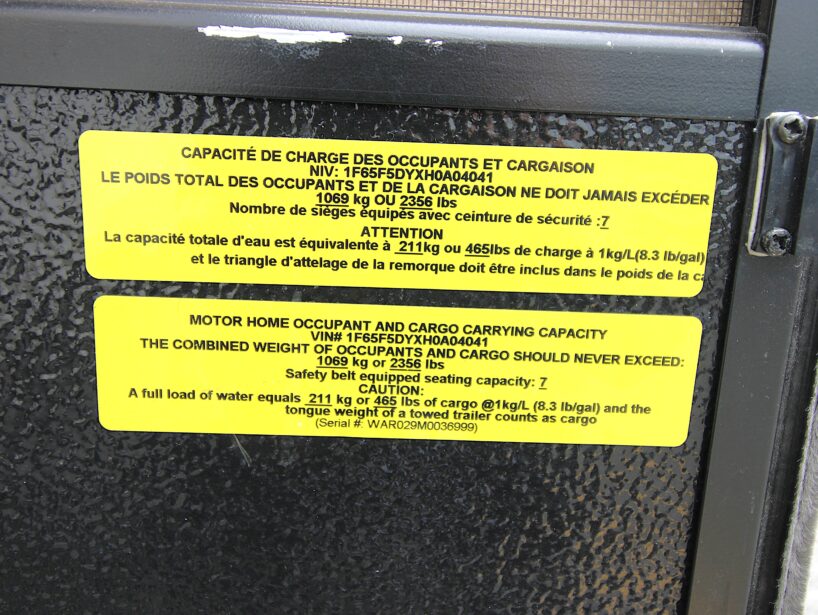 CAPACITÉ DE CHARGE DES OCCUPANTS ET CARGAISON
NIV: 1F65F5DYXH0A04041
LE POIDS TOTAL DES OCCUPANTS ET DE LA CARGAISON NE DOIT JAMAIS EXCÉDER
1069 kg OU 2356 lbs
Nombre de sièges équipés avec ceinture de sécurité :7
ATTENTION
La capacité totale d'eau est équivalente à 211kg ou 465lbs de charge à 1kg/L(8.3 lb/gal)
et le triangle d'attelage de la remorque doit être inclus dans le poids de la
MOTOR HOME OCCUPANT AND CARGO CARRYING CAPACITY
VIN# 1F65F5DYXH0A04041
THE COMBINED WEIGHT OF OCCUPANTS AND CARGO SHOULD NEVER EXCEED:
1069 kg or 2356 lbs
Safety belt equipped seating capacity: 7
CAUTION:
A full load of water equals 211 kg or 465 lbs of cargo @1kg/L (8.3 lb/gal) and the
tongue weight of a towed trailer counts as cargo
(Serial #: WAR029M0036999)